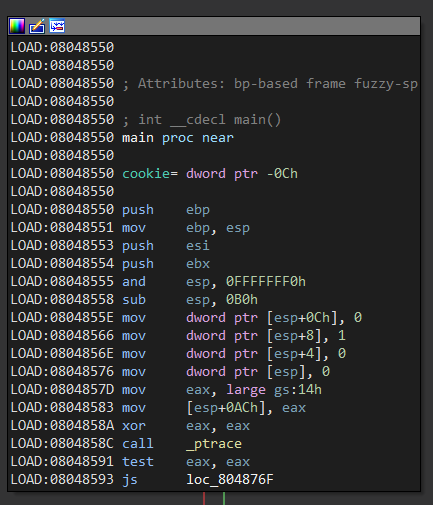 LOAD:08048550
LOAD:08048550
LOAD:08048550 ; Attributes: bp-based frame fuzzy-sp
LOAD:08048550
LOAD:08048550 ; int __cdecl main()
LOAD:08048550 main proc near
LOAD:08048550
LOAD:08048550 cookie= dword ptr -0Ch
LOAD:08048550
LOAD:08048550 push    ebp
LOAD:08048551 mov     ebp, esp
LOAD:08048553 push    esi
LOAD:08048554 push    ebx
LOAD:08048555 and     esp, 0FFFFFFF0h
LOAD:08048558 sub     esp, 0B0h
LOAD:0804855E mov     dword ptr [esp+0Ch], 0
LOAD:08048566 mov     dword ptr [esp+8], 1
LOAD:0804856E mov     dword ptr [esp+4], 0
LOAD:08048576 mov     dword ptr [esp], 0
LOAD:0804857D mov     eax, large gs:14h
LOAD:08048583 mov     [esp+0ACh], eax
LOAD:0804858A xor     eax, eax
LOAD:0804858C call    _ptrace
LOAD:08048591 test    eax, eax
LOAD:08048593 js      loc_804876F